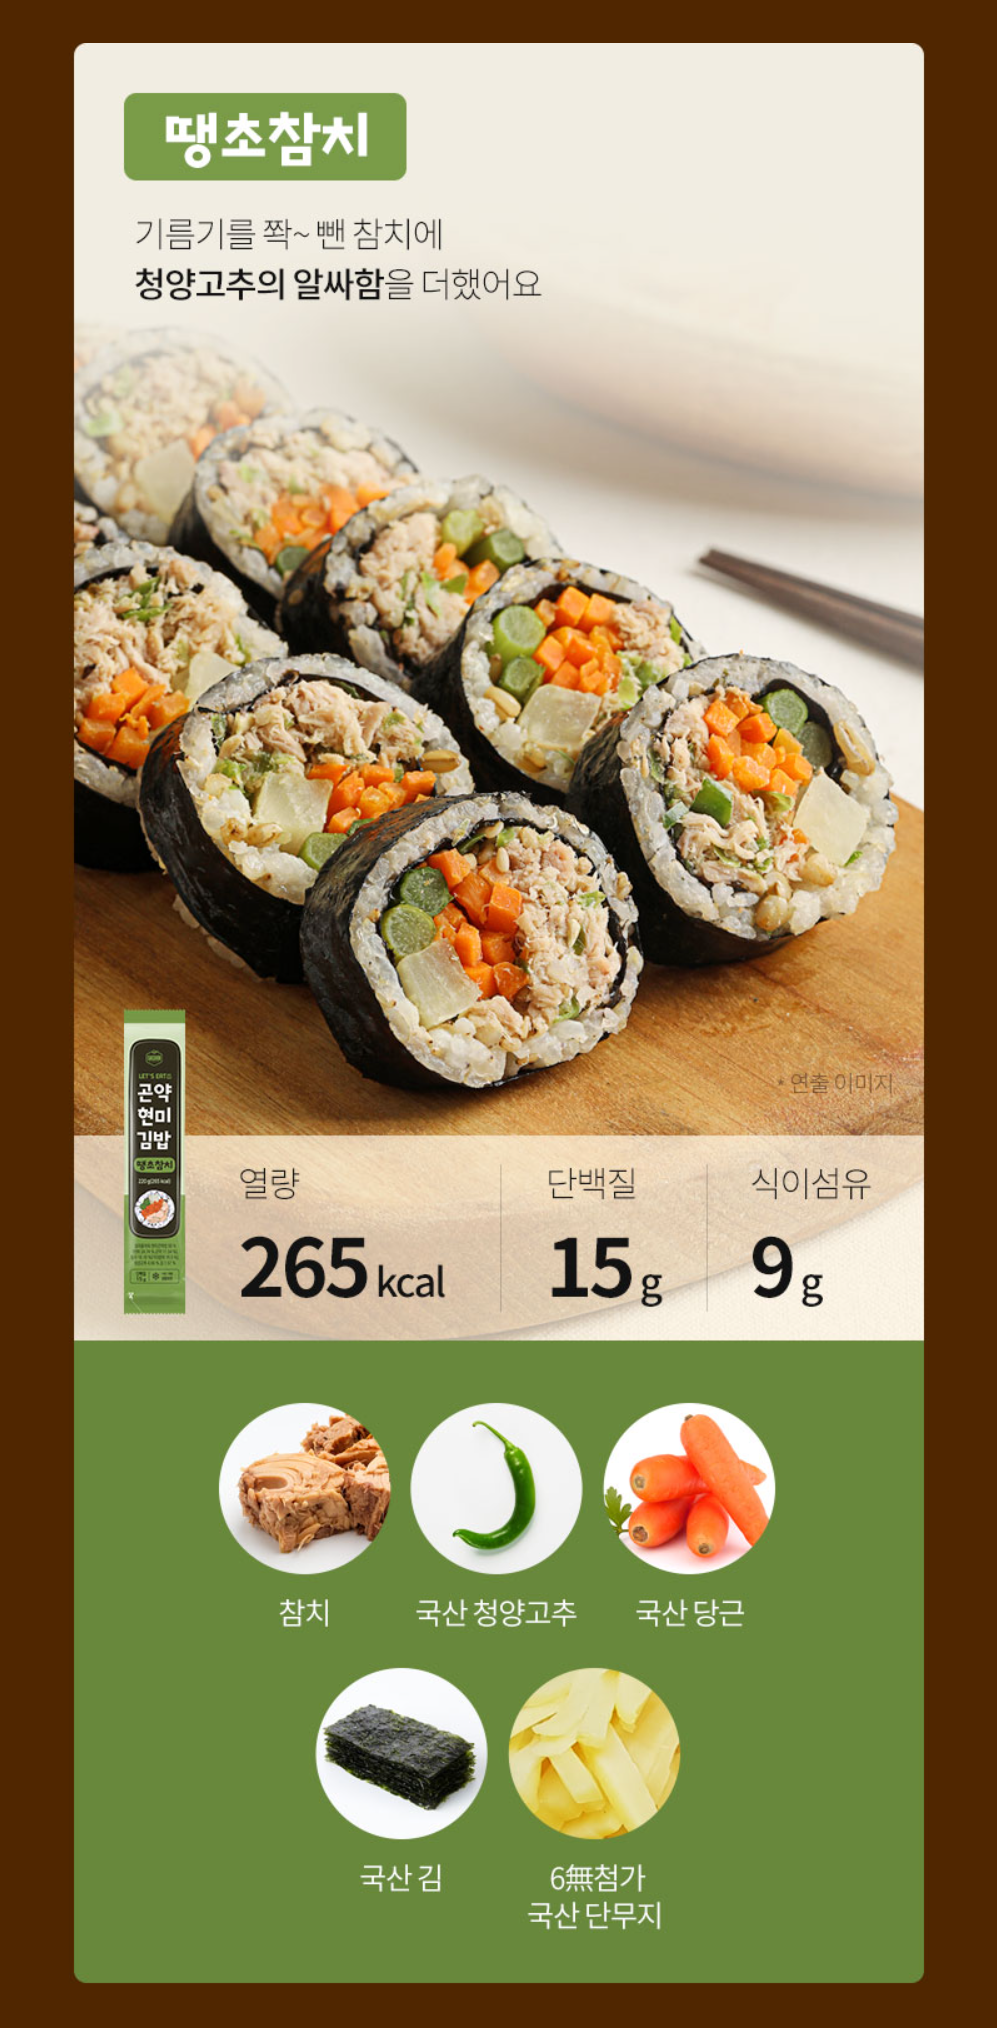 땡초참치
기름기를 쫙~ 뺀 참치에
청양고추의 알싸함을 더했어요
* 연출 이미지
LET'S EAT
곤약
현미
김밥
땡초참치
220 g(265 kcal)
열량
단백질
식이섬유
265 kcal
15 g
9 g
참치
국산 청양고추
국산 당근
국산 김
6無첨가
국산 단무지